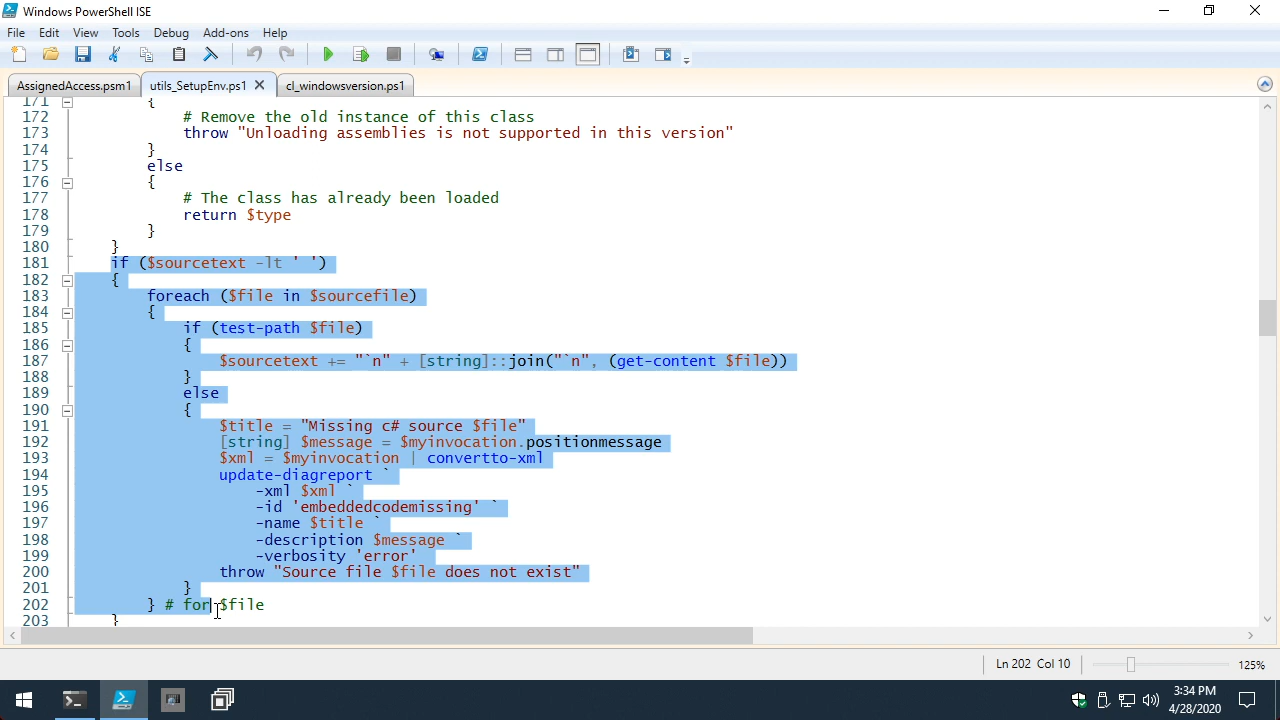 Windows PowerShell ISE
File Edit View Tools Debug Add-ons Help
AssignedAccess.psm1 utils_SetupEnv.ps1 cl_windowsversion.ps1
171 {
172 # Remove the old instance of this class
173 throw "Unloading assemblies is not supported in this version"
174 }
175 else
176 {
177 # The class has already been loaded
178 return $type
179 }
180 }
181 if ($sourcetext -lt ' ')
182 {
183 foreach ($file in $sourcefile)
184 {
185 if (test-path $file)
186 {
187 $sourcetext += "`n" + [string]::join("`n", (get-content $file))
188 }
189 else
190 {
191 $title = "Missing c# source $file"
192 [string] $message = $myinvocation.positionmessage
193 $xml = $myinvocation | convertto-xml
194 update-diagreport `
195 -xml $xml `
196 -id 'embeddedcodemissing' `
197 -name $title `
198 -description $message `
199 -verbosity 'error'
200 throw "Source file $file does not exist"
201 }
202 } # for $file
203 }
Ln 202 Col 10 125%
3:34 PM
4/28/2020